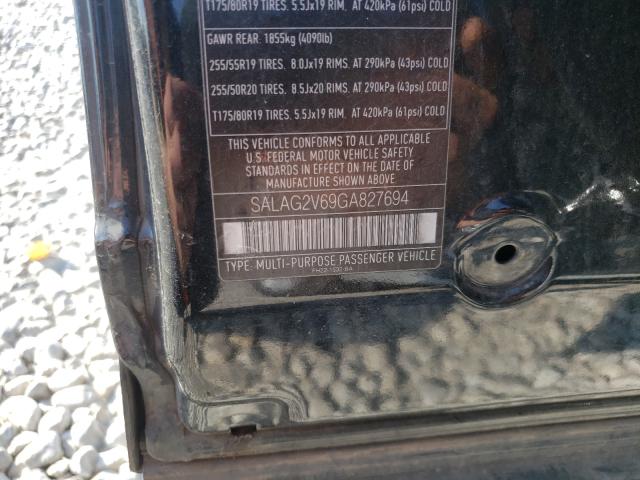 T175/80R19 TIRES. 5.5Jx19 RIM. AT 420kPa (61psi) COLD
GAWR REAR. 1855kg (4090lb)
255/55R19 TIRES. 8.0Jx19 RIMS. AT 290kPa (43psi) COLD
255/50R20 TIRES. 8.5Jx20 RIMS. AT 290kPa (43psi) COLD
T175/80R19 TIRES. 5.5Jx19 RIM. AT 420kPa (61psi) COLD
THIS VEHICLE CONFORMS TO ALL APPLICABLE
U.S FEDERAL MOTOR VEHICLE SAFETY
STANDARDS IN EFFECT ON THE DATE OF
MANUFACTURE SHOWN ABOVE
SALAG2V69GA827694
TYPE: MULTI-PURPOSE PASSENGER VEHICLE